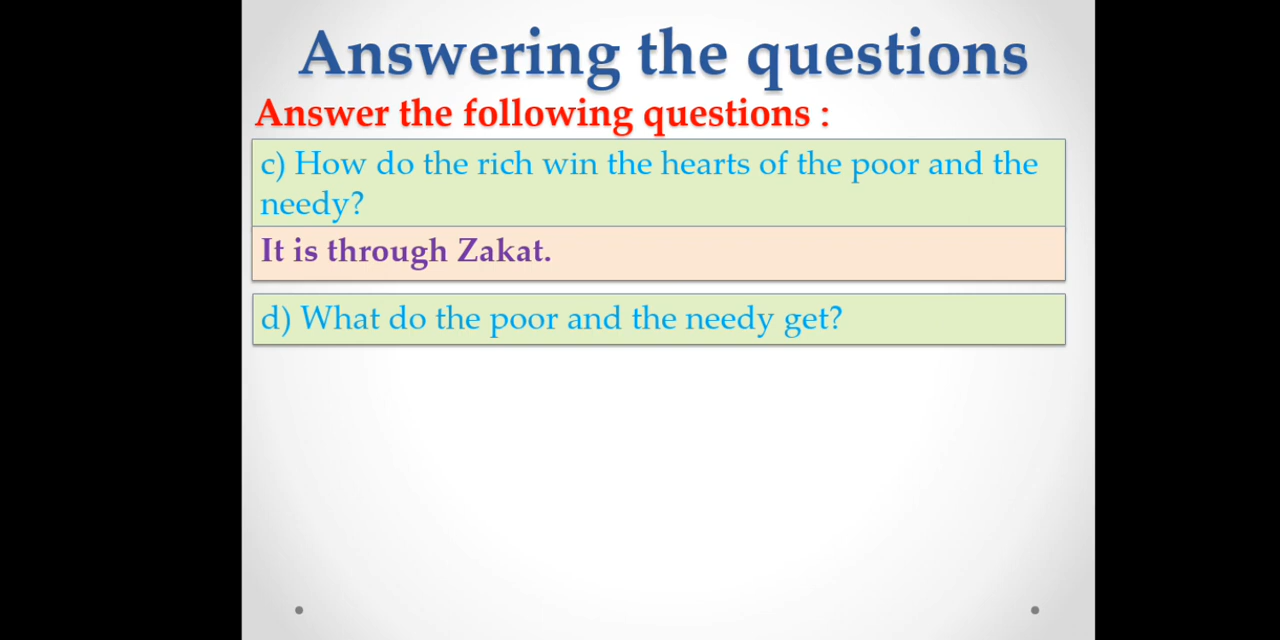 Answering the questions
Answer the following questions :
c) How do the rich win the hearts of the poor and the
needy?
It is through Zakat.
d) What do the poor and the needy get?